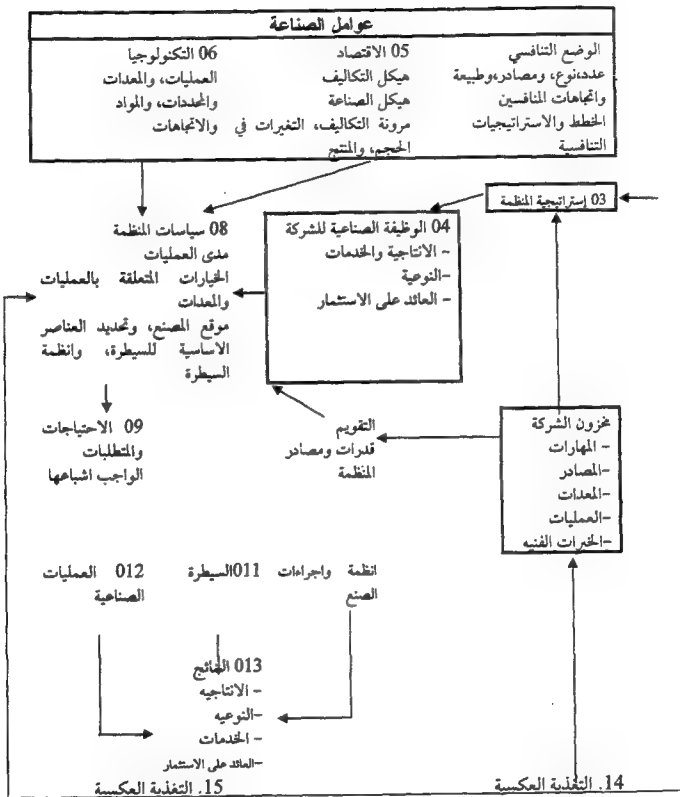 عوامل الصناعة
الوضع التنافسي
عدد،نوع، ومصادر،وطبيعة
واتجاهات المنافسين
الخطط والاستراتيجيات
التنافسية
05 الاقتصاد
هيكل التكاليف
هيكل الصناعة
مرونة التكاليف، التغيرات في
الحجم، والمنتج
06 التكنولوجيا
العمليات، والمعدات
والمحددات، والمواد
والاتجاهات
03 إستراتيجية المنظمة
04 الوظيفة الصناعية للشركة
- الانتاجية والخدمات
-النوعية
- العائد على الاستثمار
08 سياسات المنظمة
مدى العمليات
الخيارات المتعلقة بالعمليات
والمعدات
موقع المصنع، وتحديد العناصر
الاساسية للسيطرة، وانظمة
السيطرة
مخزون الشركة
- المهارات
-المصادر
-المعدات
-العمليات
-الخبرات الفنيه
التقويم
قدرات ومصادر
المنظمة
09 الاحتياجات
والمتطلبات
الواجب اشباعها
انظمة واجراءات
الصنع
011السيطرة
012 العمليات
الصناعية
013 النتائج
- الانتاجيه
-النوعيه
- الخدمات
-العائد على الاستثمار
14. التغذية العكسية
15. التغذية العكسية